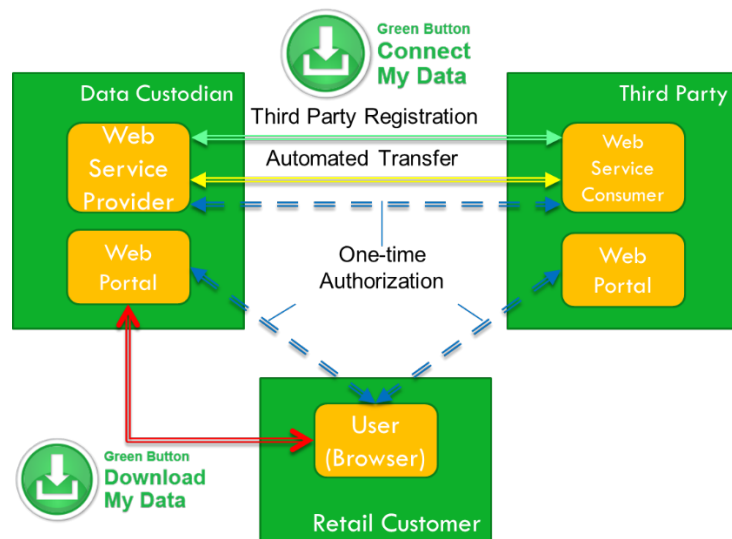 Green Button
Connect
My Data
Data Custodian
Third Party
Third Party Registration
Web
Service
Provider
Automated Transfer
Web
Service
Consumer
One-time
Authorization
Web
Portal
Web
Portal
User
(Browser)
Green Button
Download
My Data
Retail Customer